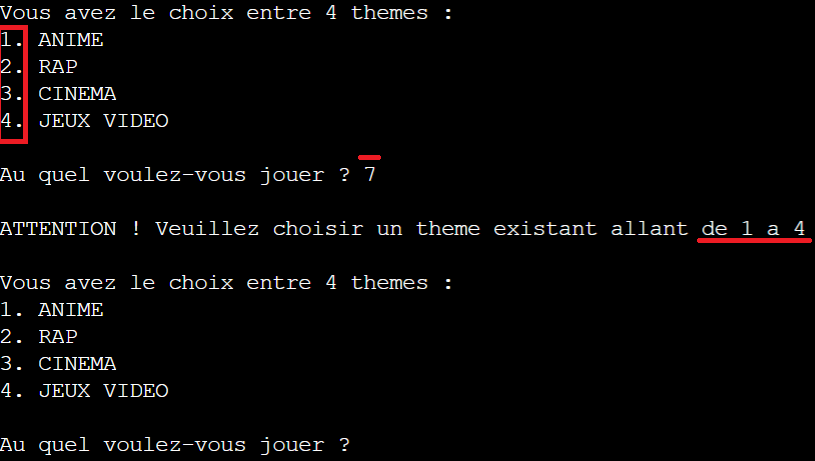 Vous avez le choix entre 4 themes :
1. ANIME
2. RAP
3. CINEMA
4. JEUX VIDEO
Au quel voulez-vous jouer ? 7
ATTENTION ! Veuillez choisir un theme existant allant de 1 a 4
Vous avez le choix entre 4 themes :
1. ANIME
2. RAP
3. CINEMA
4. JEUX VIDEO
Au quel voulez-vous jouer ?